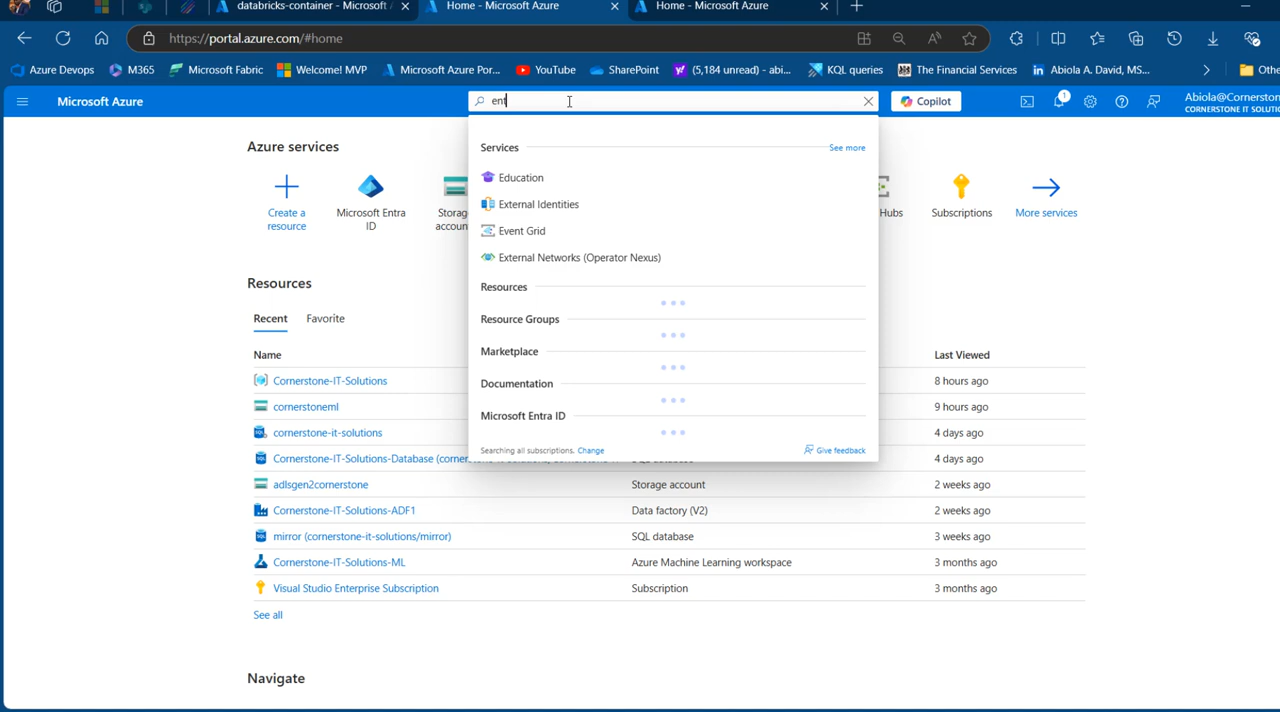 databricks-container - Microsoft A
Home - Microsoft Azure
Home - Microsoft Azure
https://portal.azure.com/#home
Azure Devops
M365
Microsoft Fabric
Welcome! MVP
Microsoft Azure Por...
YouTube
SharePoint
(5,184 unread) - abi...
KQL queries
The Financial Services
Abiola A. David, MS...
Othe
Microsoft Azure
ent
Copilot
1
Abiola@Cornerston
CORNERSTONE IT SOLUTIO
Azure services
Create a resource
Microsoft Entra ID
Storag
accoun
Hubs
Subscriptions
More services
Services
See more
Education
External Identities
Event Grid
External Networks (Operator Nexus)
Resources
Resource Groups
Marketplace
Documentation
Microsoft Entra ID
Searching all subscriptions. Change
Give feedback
Resources
Recent
Favorite
Name
Last Viewed
Cornerstone-IT-Solutions
8 hours ago
cornerstoneml
9 hours ago
cornerstone-it-solutions
4 days ago
Cornerstone-IT-Solutions-Database (corner
4 days ago
adlsgen2cornerstone
Storage account
2 weeks ago
Cornerstone-IT-Solutions-ADF1
Data factory (V2)
2 weeks ago
mirror (cornerstone-it-solutions/mirror)
SQL database
3 weeks ago
Cornerstone-IT-Solutions-ML
Azure Machine Learning workspace
3 months ago
Visual Studio Enterprise Subscription
Subscription
3 months ago
See all
Navigate